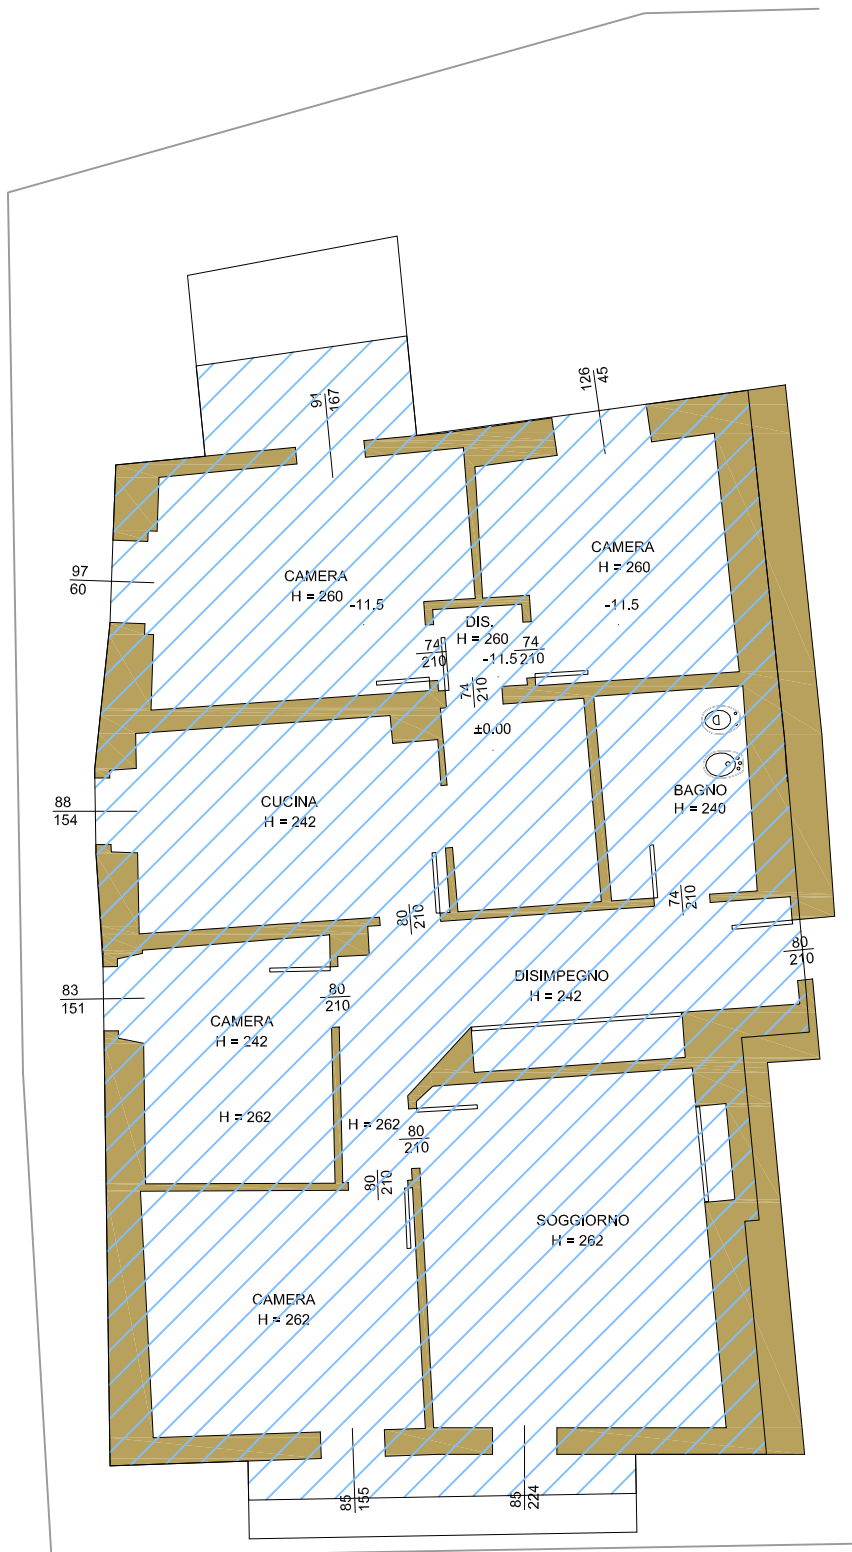 91
167
126
45
CAMERA
H = 260
-11.5
CAMERA
H = 260
-11.5
97
60
DIS.
H = 260
-11.5
74
210
74
210
74
210
±0.00
CUCINA
H = 242
88
154
BAGNO
H = 240
74
210
80
210
80
210
DISIMPEGNO
H = 242
83
151
80
210
CAMERA
H = 242
H = 262
H = 262
80
210
80
210
SOGGIORNO
H = 262
CAMERA
H = 262
85
155
85
224